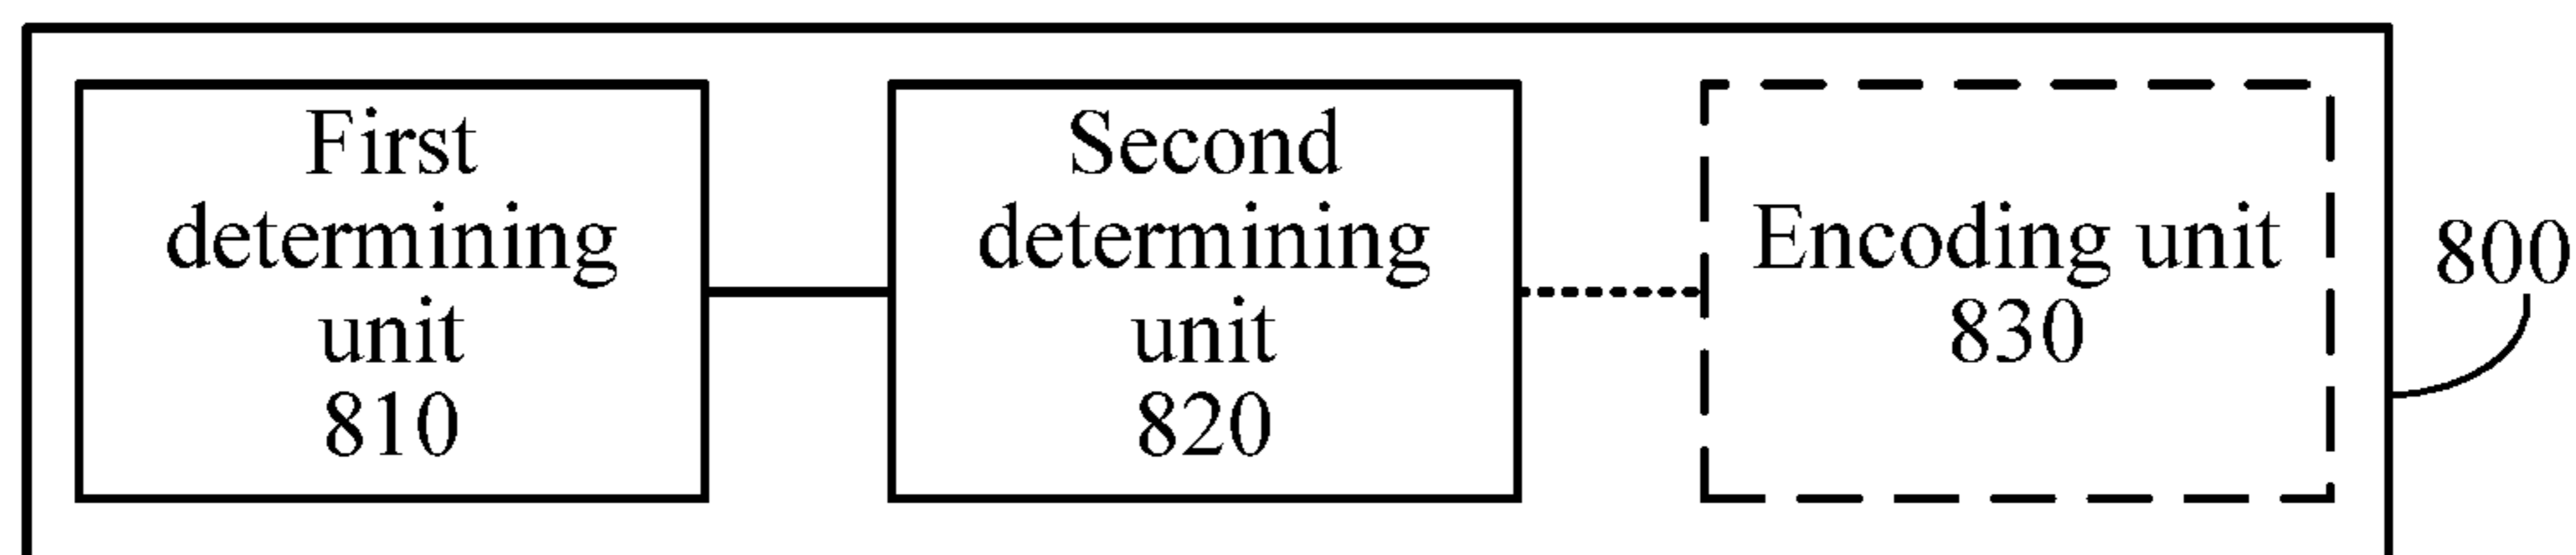 First
determining
unit
810
Second
determining
unit
820
Encoding unit
830
800